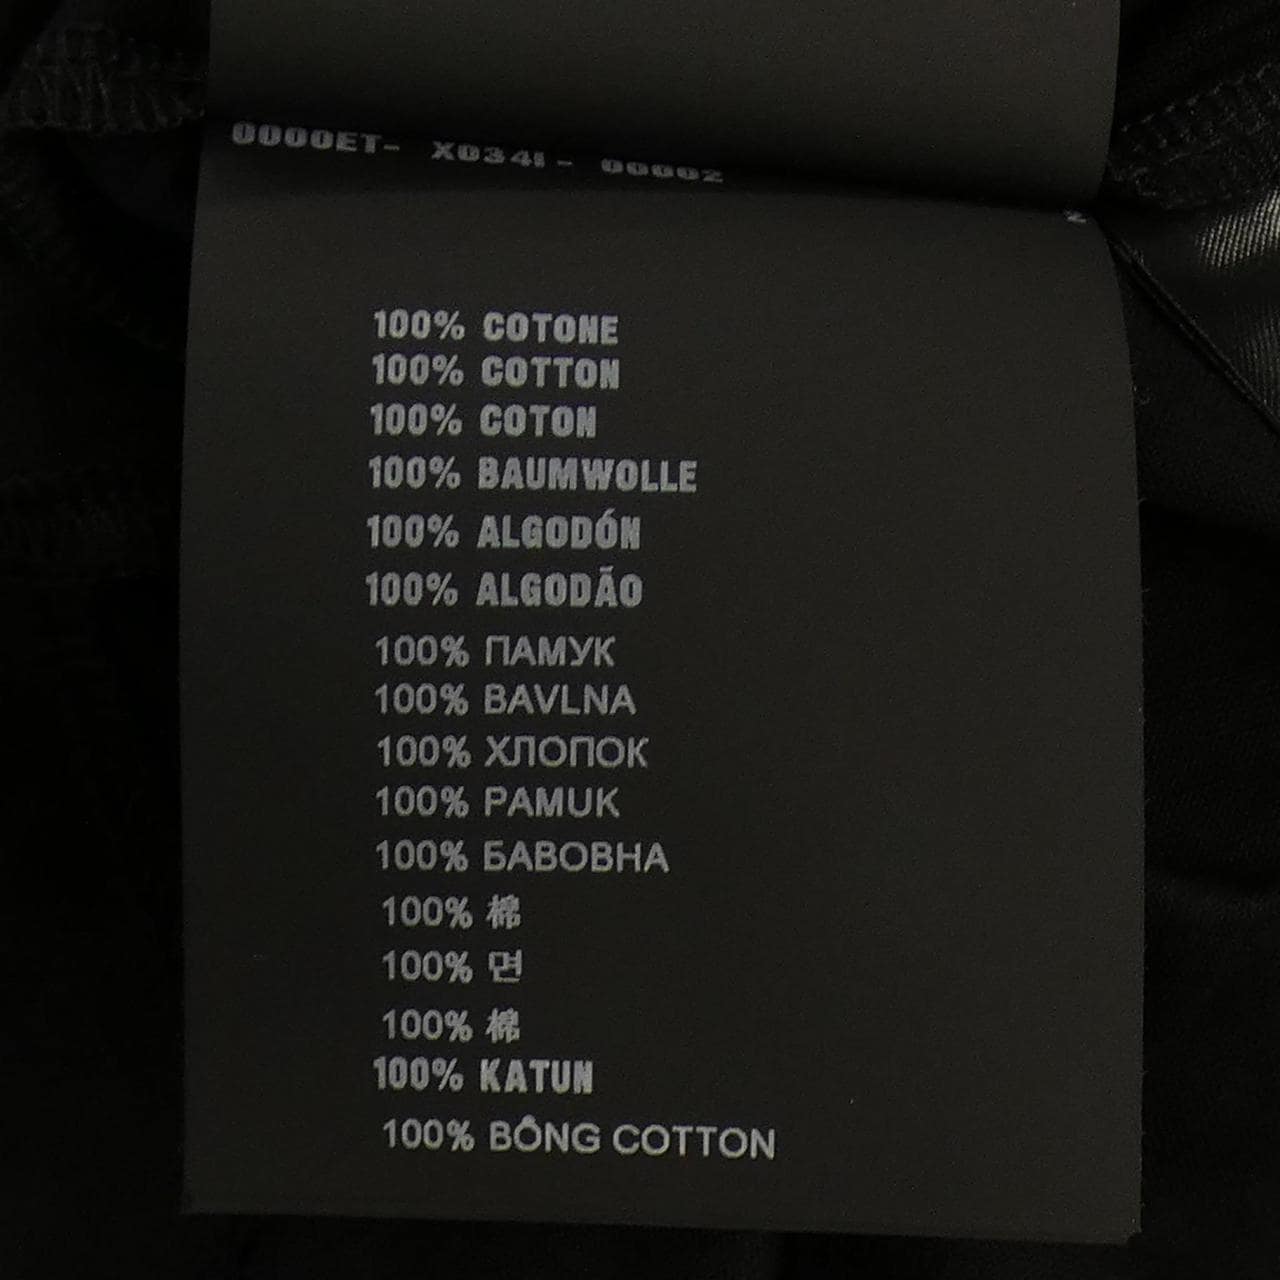 0000ET- X034I- 00002
100% COTONE
100% COTTON
100% COTON
100% BAUMWOLLE
100% ALGODÓN
100% ALGODÃO
100% ПАМУК
100% BAVLNA
100% ХЛОПОК
100% PAMUK
100% БАВОВНА
100% 棉
100% 면
100% 棉
100% KATUN
100% BÔNG COTTON